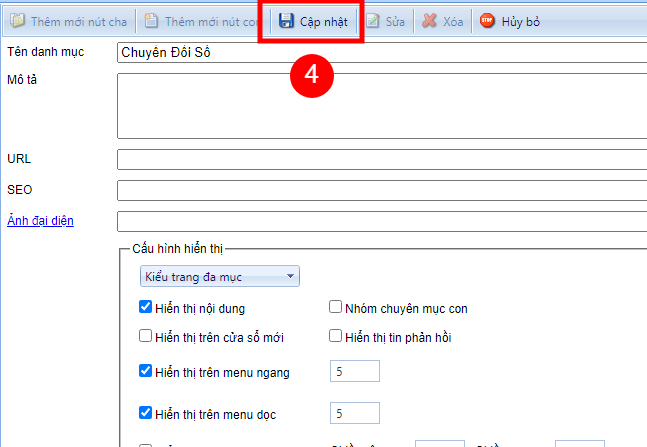 Thêm mới nút cha Thêm mới nút con Cập nhật Sửa Xóa STOP Hủy bỏ
4
Tên danh mục Chuyên Đổi Số
Mô tả
URL
SEO
Ảnh đại diện
Cấu hình hiển thị
Kiểu trang đa mục
Hiển thị nội dung Nhóm chuyên mục con
Hiển thị trên cửa sổ mới Hiển thị tin phản hồi
Hiển thị trên menu ngang 5
Hiển thị trên menu dọc 5